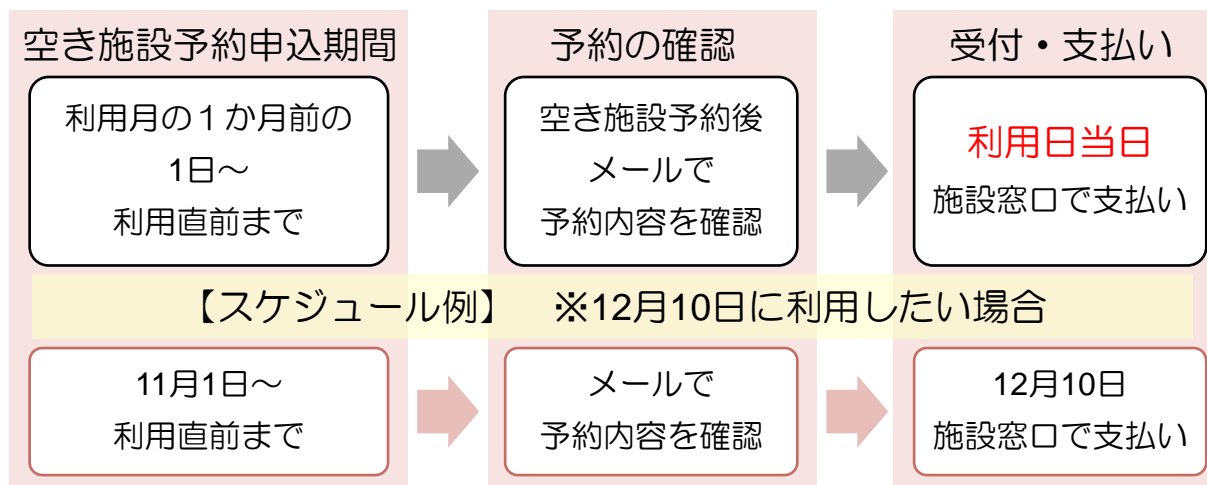 空き施設予約申込期間
利用月の１か月前の
1日～
利用直前まで
予約の確認
空き施設予約後
メールで
予約内容を確認
受付・支払い
利用日当日
施設窓口で支払い
【スケジュール例】　※12月10日に利用したい場合
11月1日～
利用直前まで
メールで
予約内容を確認
12月10日
施設窓口で支払い